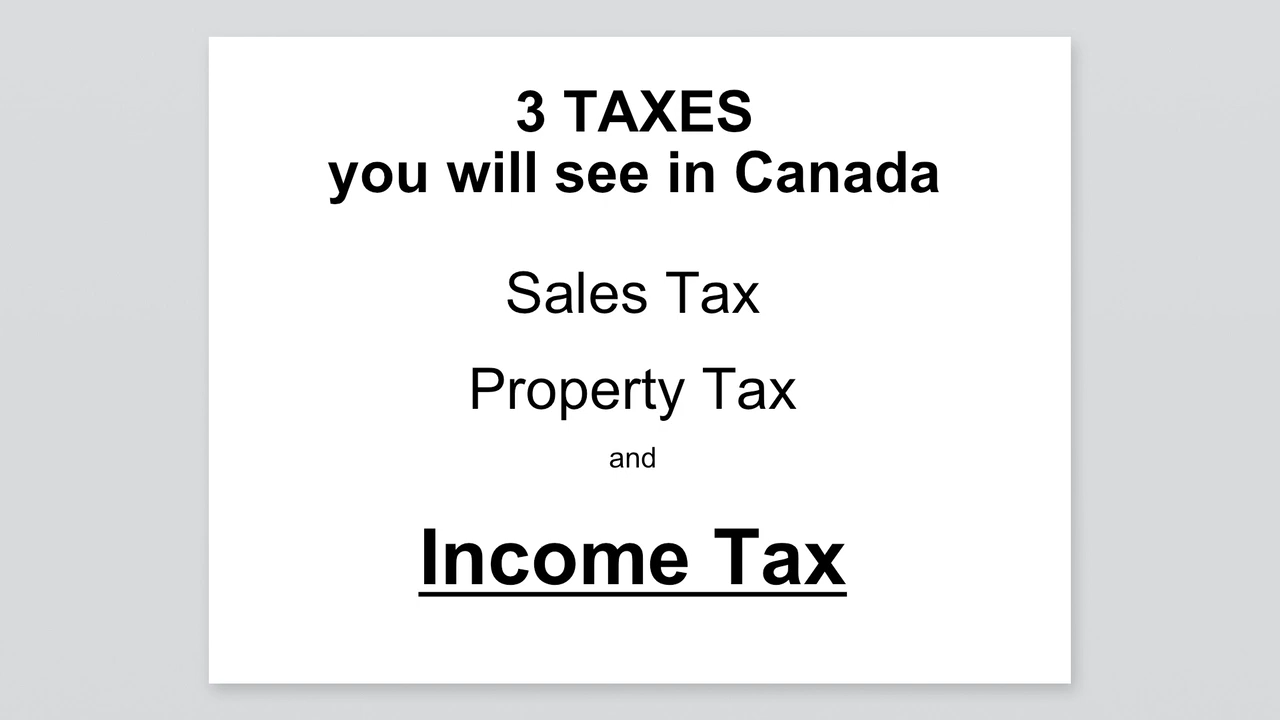 3 TAXES
you will see in Canada
Sales Tax
Property Tax
and
Income Tax